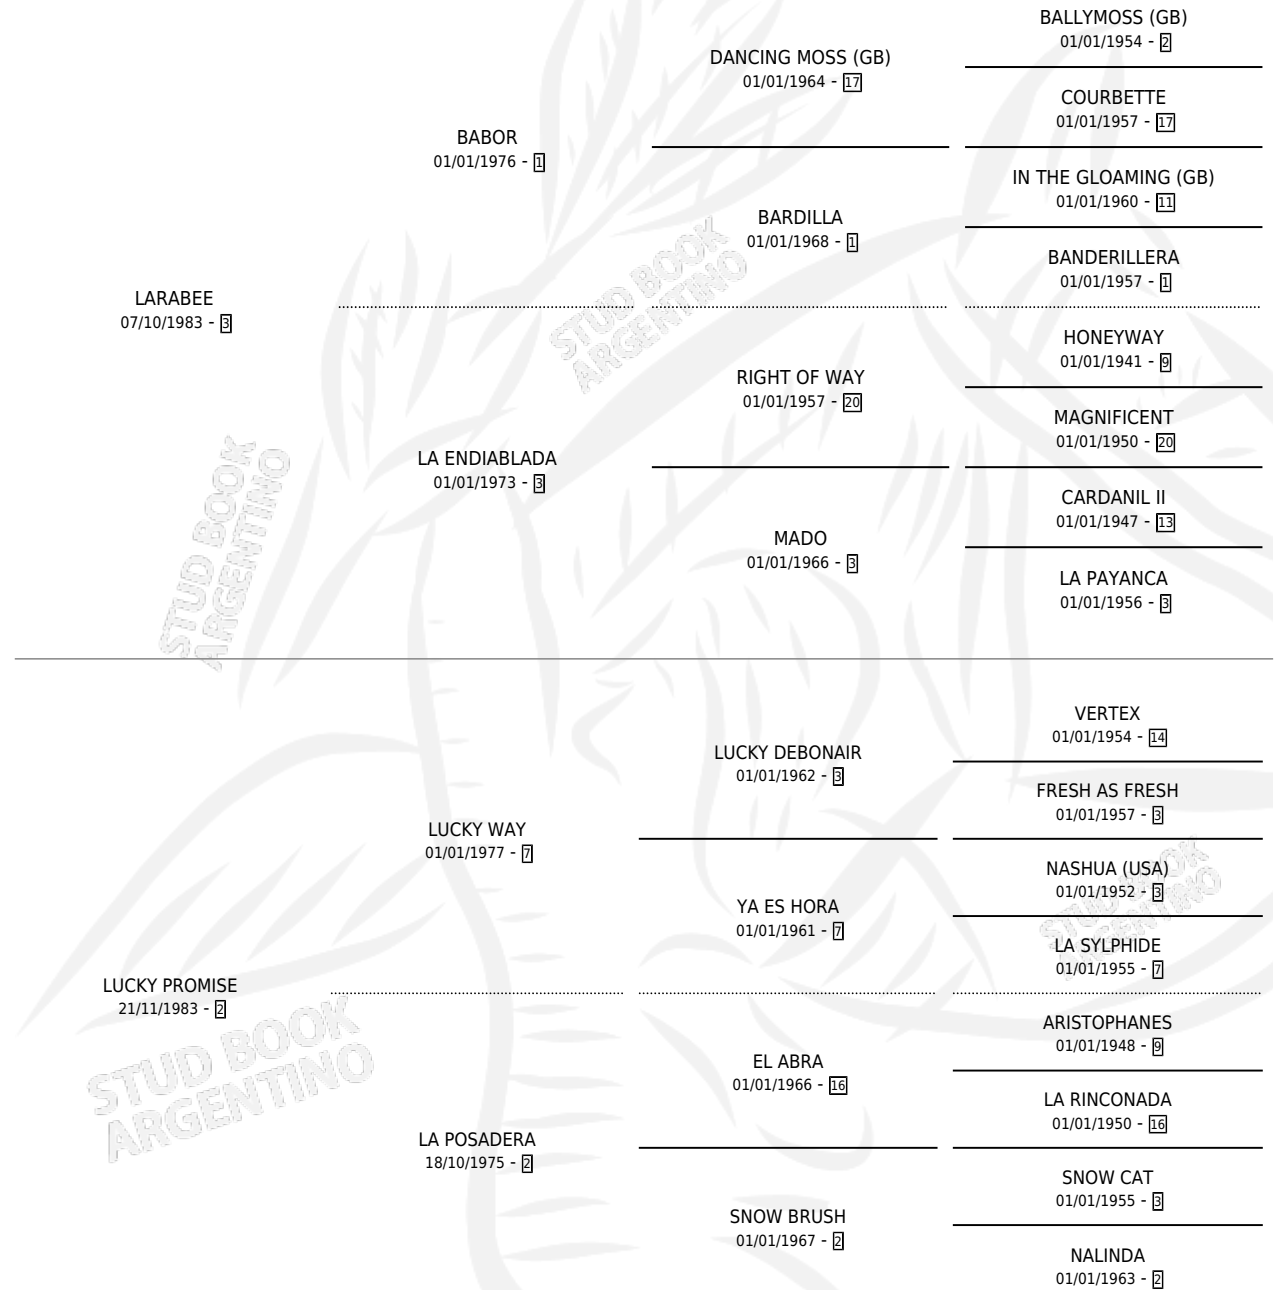 BALLYMOSS (GB)
01/01/1954 - 2
DANCING MOSS (GB)
01/01/1964 - 17
COURBETTE
01/01/1957 - 17
BABOR
01/01/1976 - 1
IN THE GLOAMING (GB)
01/01/1960 - 11
BARDILLA
01/01/1968 - 1
BANDERILLERA
01/01/1957 - 1
STUD BOOK
ARGENTINO
LARABEE
07/10/1983 - 3
HONEYWAY
01/01/1941 - 9
RIGHT OF WAY
01/01/1957 - 20
MAGNIFICENT
01/01/1950 - 20
LA ENDIABLADA
01/01/1973 - 3
CARDANIL II
01/01/1947 - 13
MADO
01/01/1966 - 3
LA PAYANCA
01/01/1956 - 3
STUD BOOK
ARGENTINO
VERTEX
01/01/1954 - 14
LUCKY DEBONAIR
01/01/1962 - 3
FRESH AS FRESH
01/01/1957 - 3
LUCKY WAY
01/01/1977 - 7
NASHUA (USA)
01/01/1952 - 3
YA ES HORA
01/01/1961 - 7
LA SYLPHIDE
01/01/1955 - 7
STUD BOOK
ARGENTINO
LUCKY PROMISE
21/11/1983 - 2
ARISTOPHANES
01/01/1948 - 9
EL ABRA
01/01/1966 - 16
LA RINCONADA
01/01/1950 - 16
STUD BOOK
ARGENTINO
LA POSADERA
18/10/1975 - 2
SNOW CAT
01/01/1955 - 3
SNOW BRUSH
01/01/1967 - 2
NALINDA
01/01/1963 - 2